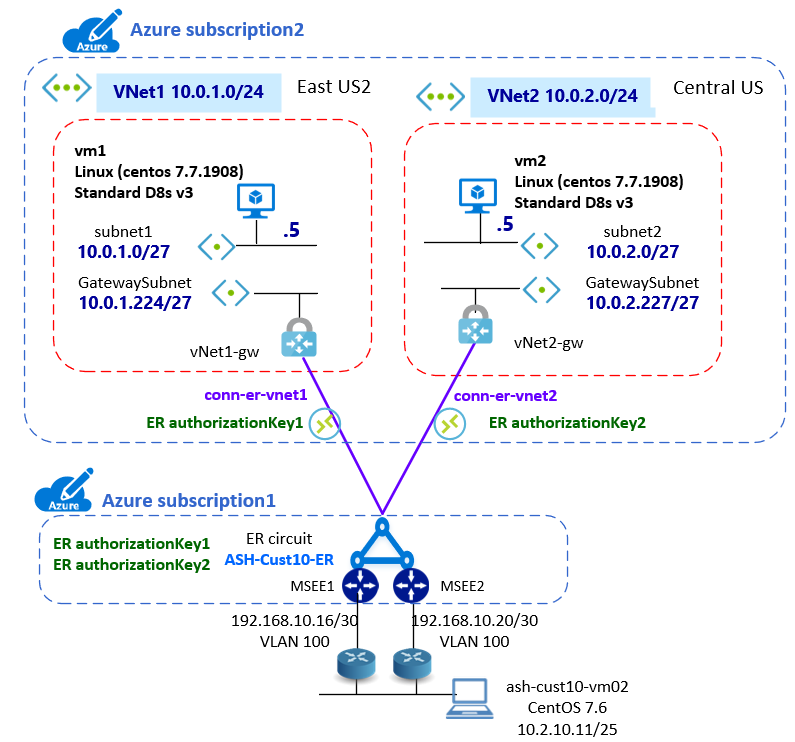 Azure subscription2
Azure
VNet1 10.0.1.0/24
East US2
VNet2 10.0.2.0/24
Central US
vm1
Linux (centos 7.7.1908)
Standard D8s v3
.5
subnet1
10.0.1.0/27
GatewaySubnet
10.0.1.224/27
vNet1-gw
vm2
Linux (centos 7.7.1908)
Standard D8s v3
.5
subnet2
10.0.2.0/27
GatewaySubnet
10.0.2.227/27
vNet2-gw
conn-er-vnet1
ER authorizationKey1
conn-er-vnet2
ER authorizationKey2
Azure
Azure subscription1
ER authorizationKey1
ER authorizationKey2
ER circuit
ASH-Cust10-ER
MSEE1
MSEE2
192.168.10.16/30
VLAN 100
192.168.10.20/30
VLAN 100
ash-cust10-vm02
CentOS 7.6
10.2.10.11/25